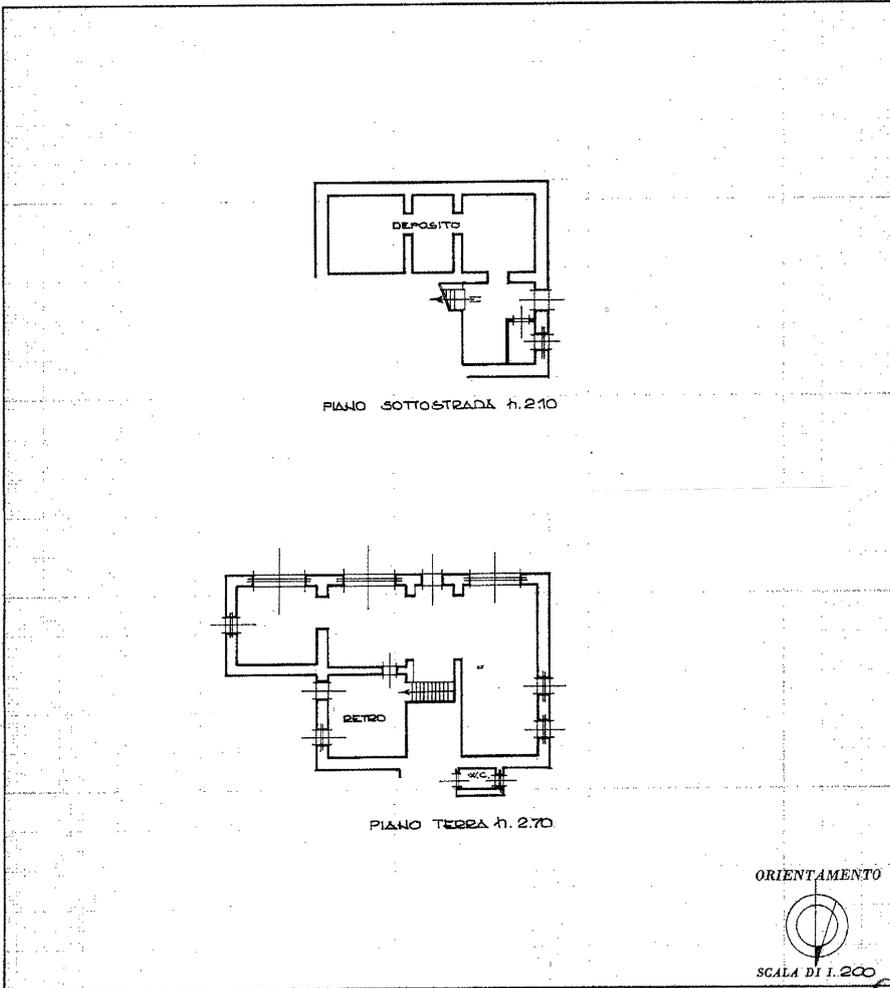 DEPOSITO
PIANO SOTTOSTRADA h. 2.10
RETRO
W.C.
PIANO TERRA h. 2.70
ORIENTAMENTO
SCALA DI 1.200